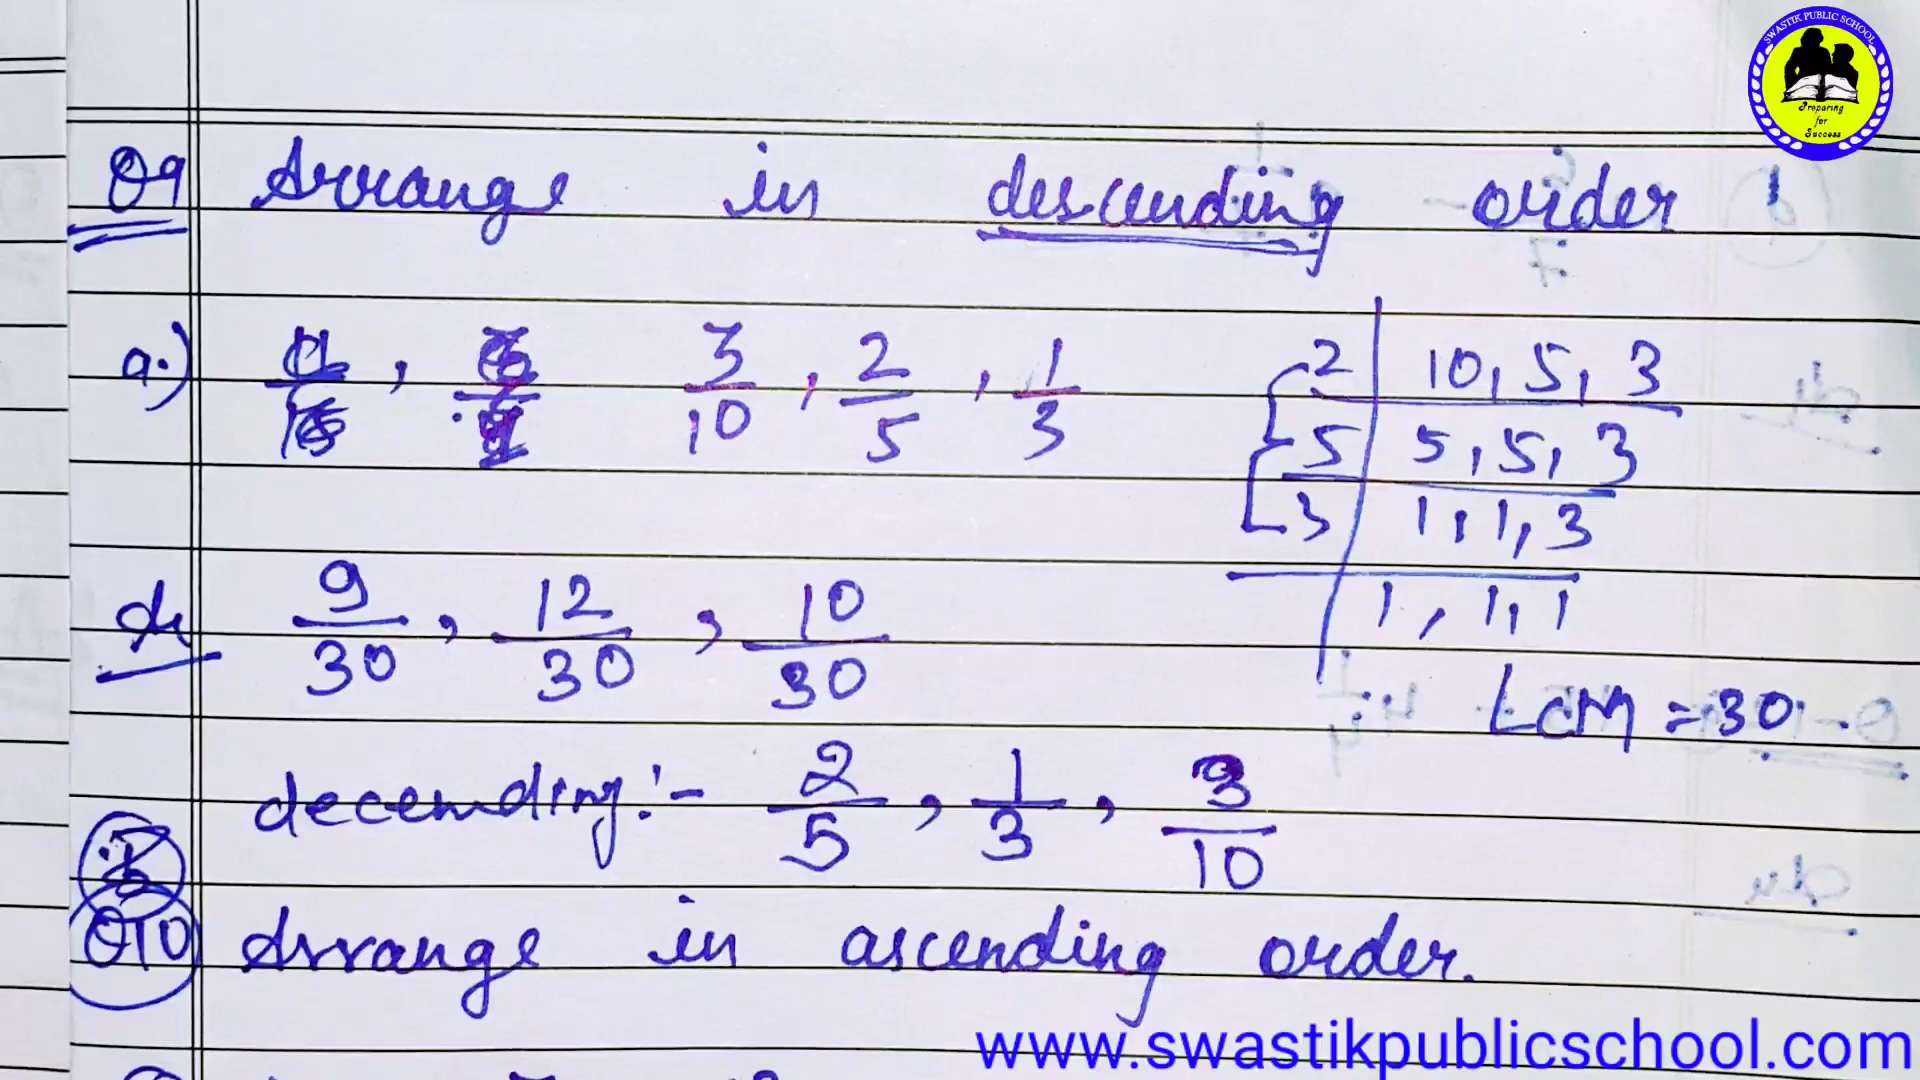 SWASTIK PUBLIC SCHOOL
Preparing
for
Success
Q9 Arrange in descending order
a.) 3/10, 2/5, 1/3
2 | 10, 5, 3
5 | 5, 5, 3
3 | 1, 1, 3
1, 1, 1
9/30, 12/30, 10/30
LCM = 30.
decending:- 2/5, 1/3, 3/10
Q10 Arrange in ascending order.
www.swastikpublicschool.com